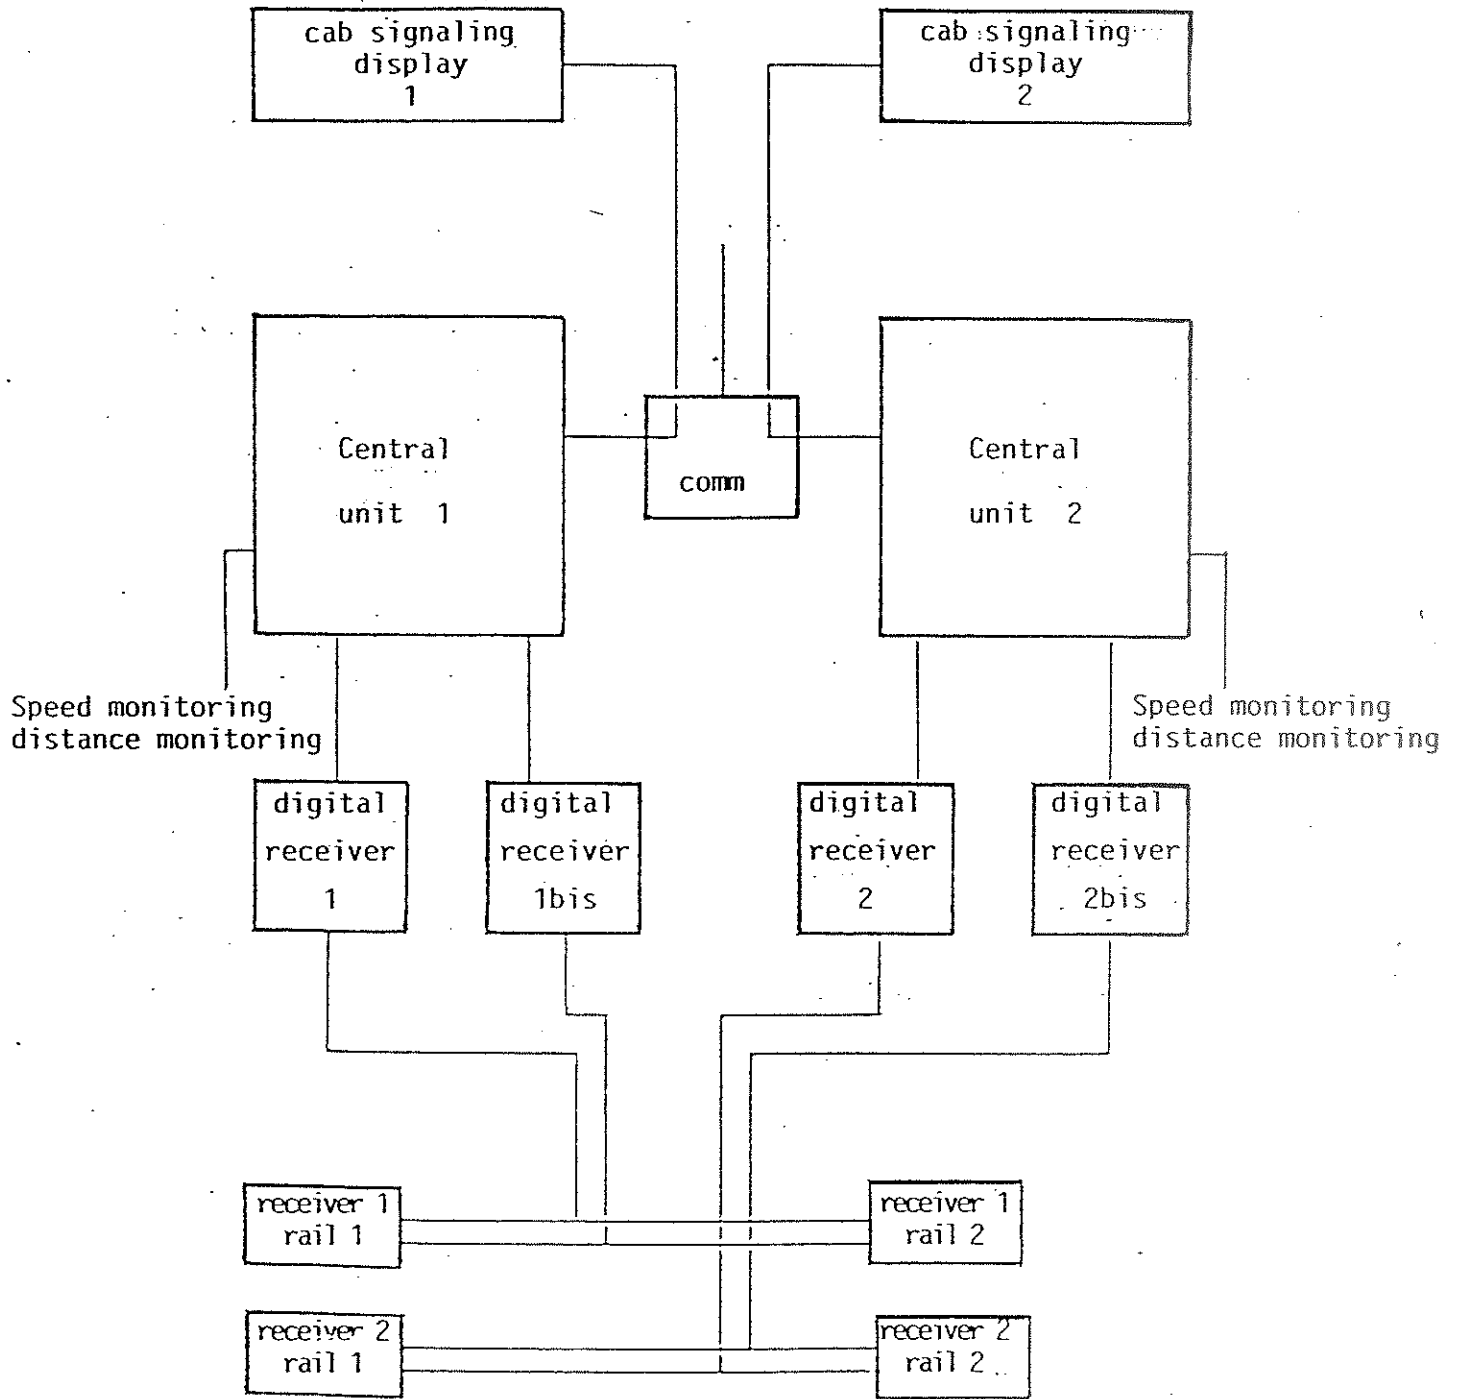 cab signaling
display
1
cab signaling
display
2
Central
unit 1
comm
Central
unit 2
Speed monitoring
distance monitoring
Speed monitoring
distance monitoring
digital
receiver
1
digital
receiver
1bis
digital
receiver
2
digital
receiver
2bis
receiver 1
rail 1
receiver 1
rail 2
receiver 2
rail 1
receiver 2
rail 2